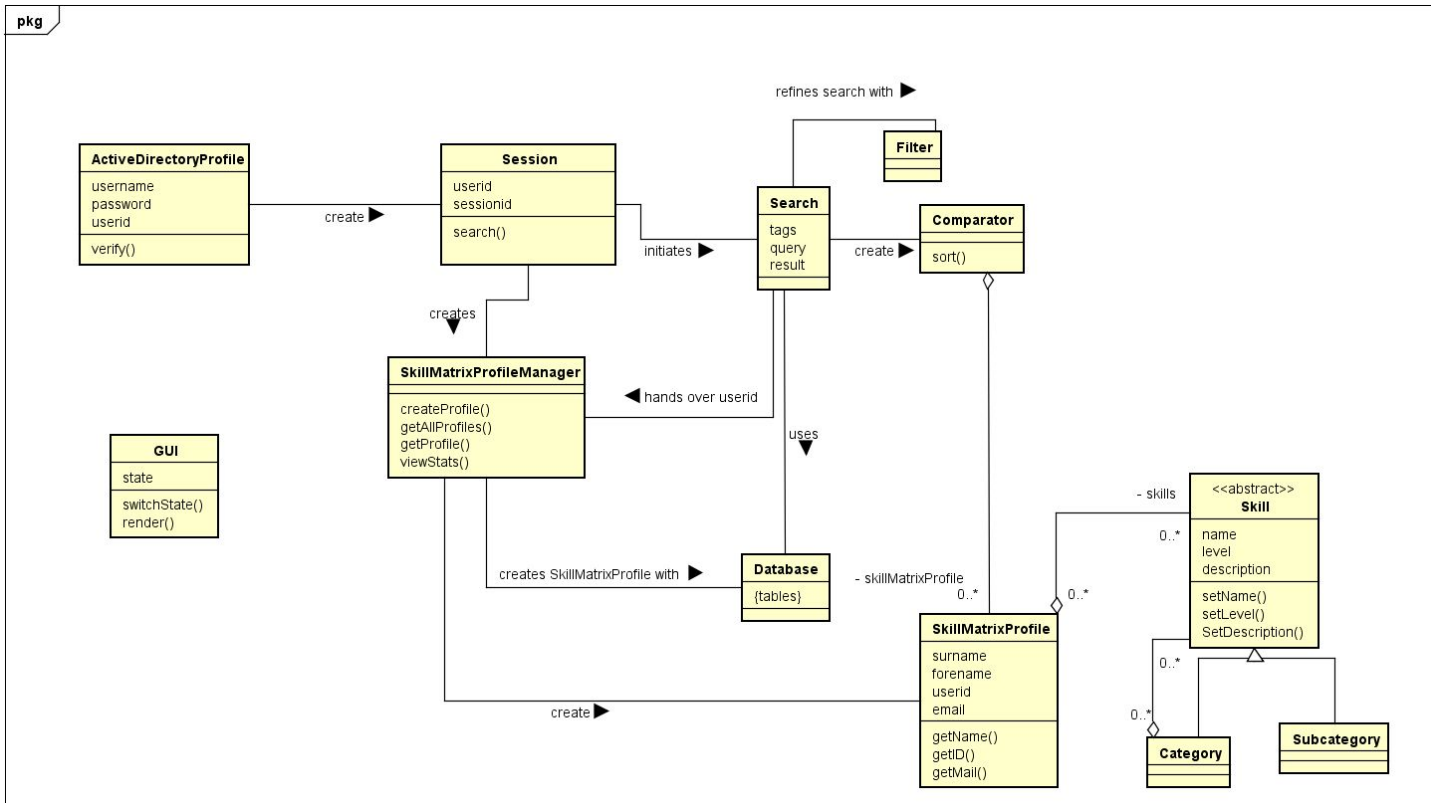 pkg
refines search with
Filter
ActiveDirectoryProfile
username
password
userid
verify()
create
Session
userid
sessionid
search()
initiates
Search
tags
query
result
create
Comparator
sort()
creates
SkillMatrixProfileManager
createProfile()
getAllProfiles()
getProfile()
viewStats()
hands over userid
uses
GUI
state
switchState()
render()
creates SkillMatrixProfile with
Database
{tables}
- skillMatrixProfile
0..*
- skills
0..*
0..*
<<abstract>>
Skill
name
level
description
setName()
setLevel()
SetDescription()
0..*
0..*
SkillMatrixProfile
surname
forename
userid
email
getName()
getID()
getMail()
create
Category
Subcategory